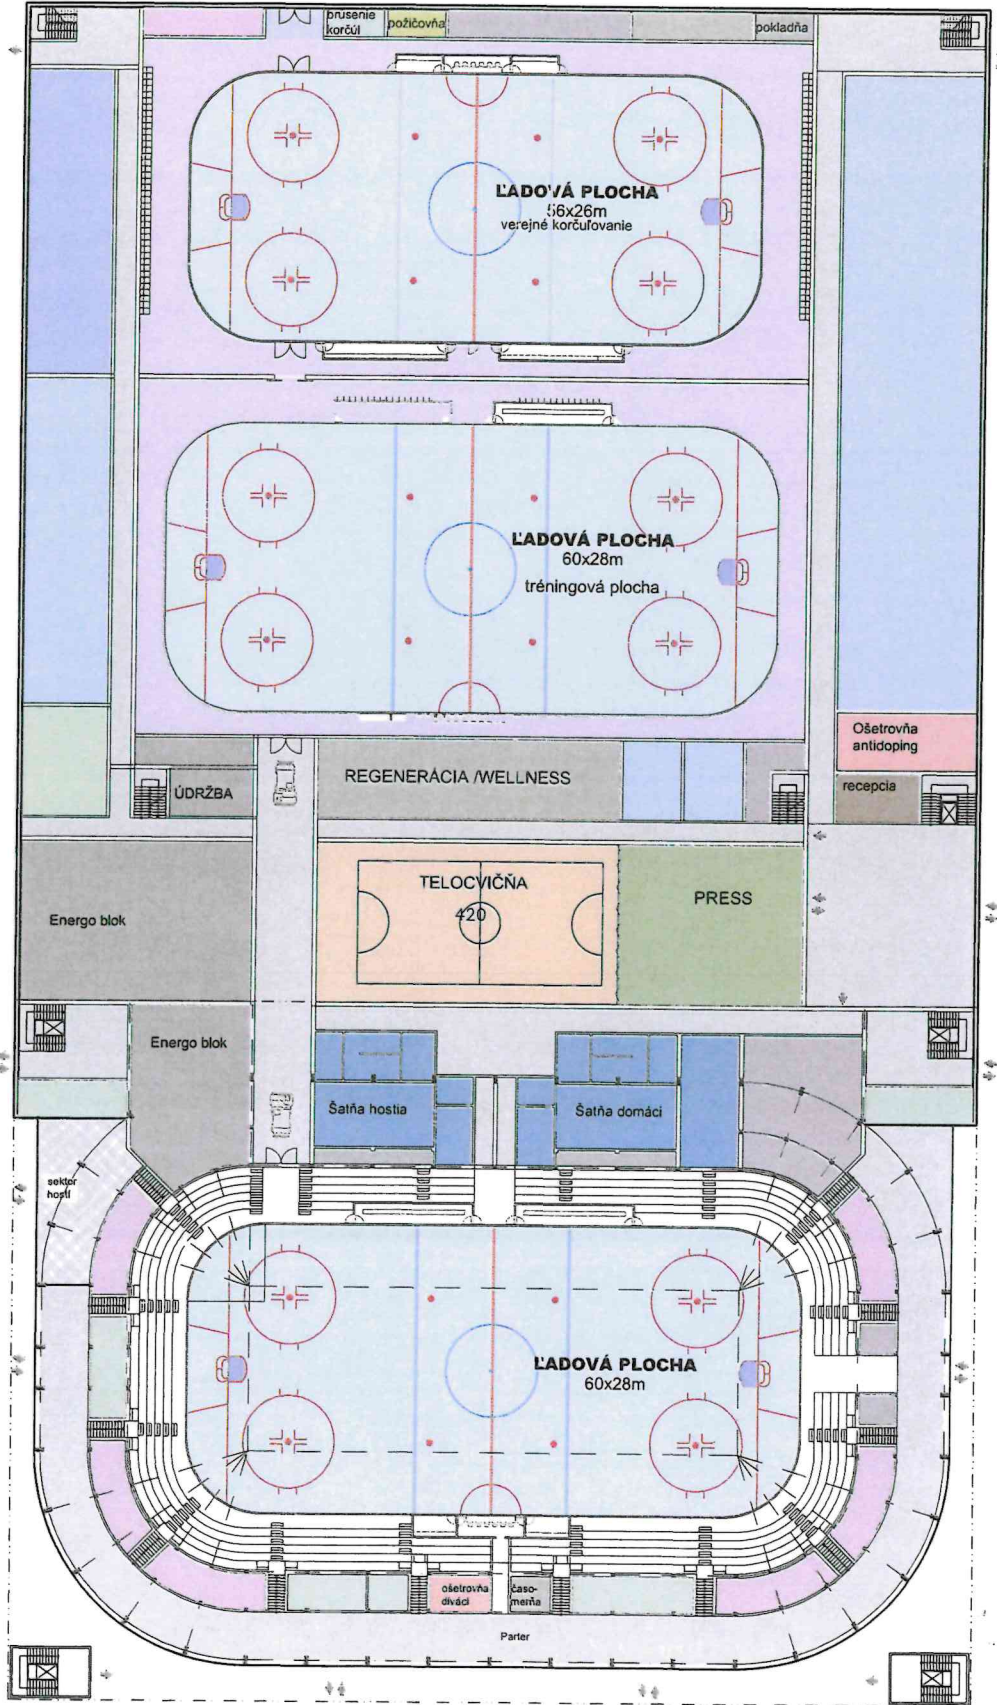 brúsenie
korčúľ
požičovňa
pokladňa
ĽADOVÁ PLOCHA
56x26m
verejné korčuľovanie
ĽADOVÁ PLOCHA
60x28m
tréningová plocha
Ošetrovňa
antidoping
REGENERÁCIA /WELLNESS
ÚDRŽBA
recepcia
TELOCVIČŇA
420
PRESS
Energo blok
Energo blok
Šatňa hostia
Šatňa domáci
sektor
hostí
ĽADOVÁ PLOCHA
60x28m
ošetrovňa
diváci
časo-
merňa
Parter